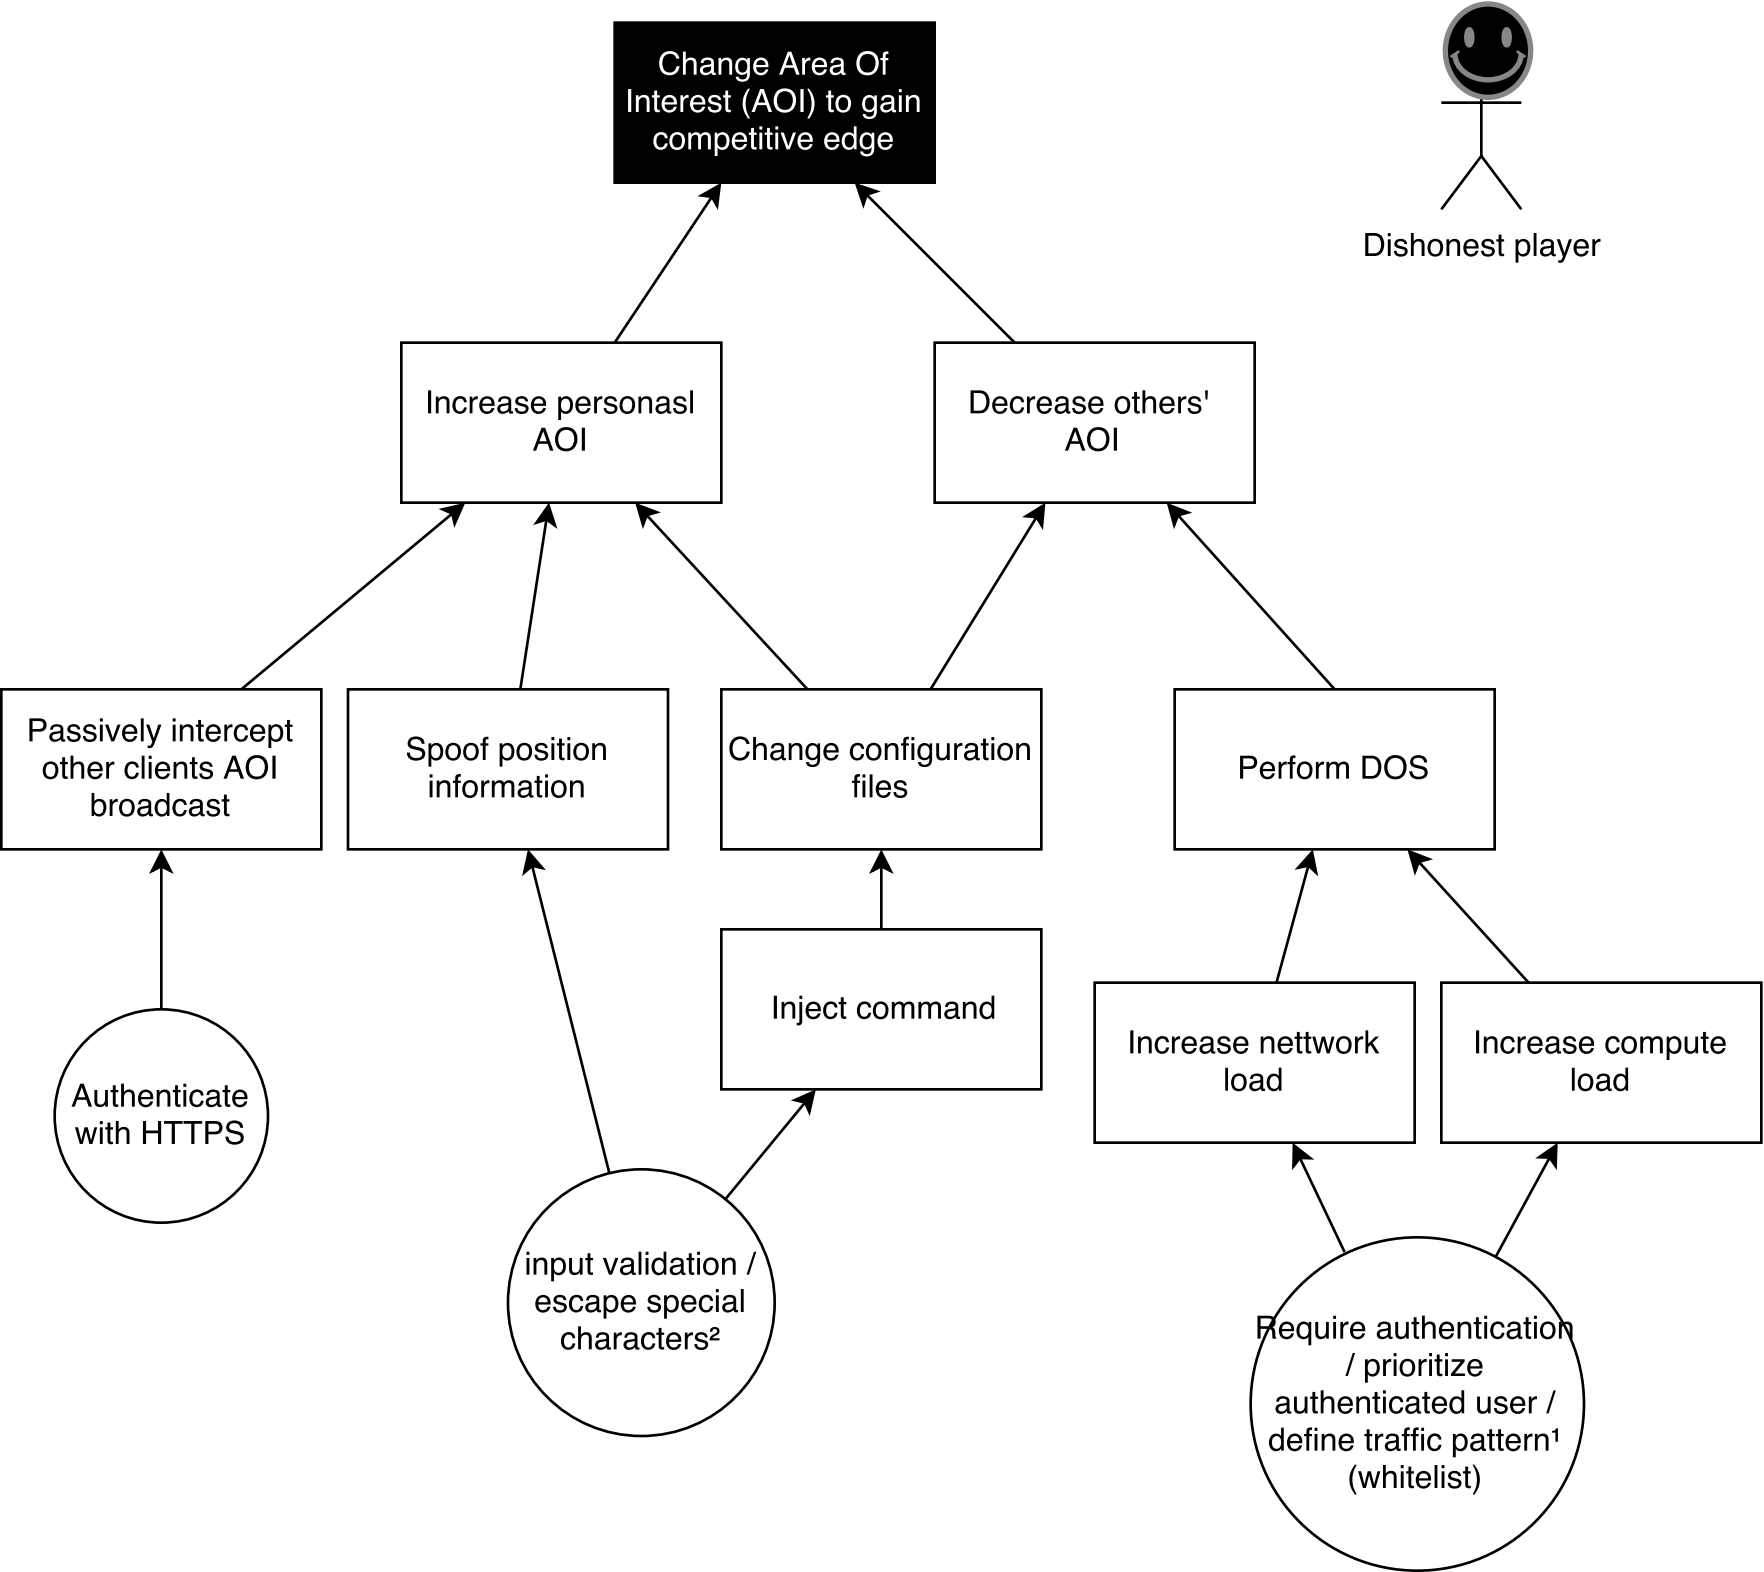 Change Area Of
Interest (AOI) to gain
competitive edge
Dishonest player
Increase personasl
AOI
Decrease others'
AOI
Passively intercept
other clients AOI
broadcast
Spoof position
information
Change configuration
files
Perform DOS
Inject command
Increase nettwork
load
Increase compute
load
Authenticate
with HTTPS
input validation /
escape special
characters²
Require authentication
/ prioritize
authenticated user /
define traffic pattern¹
(whitelist)